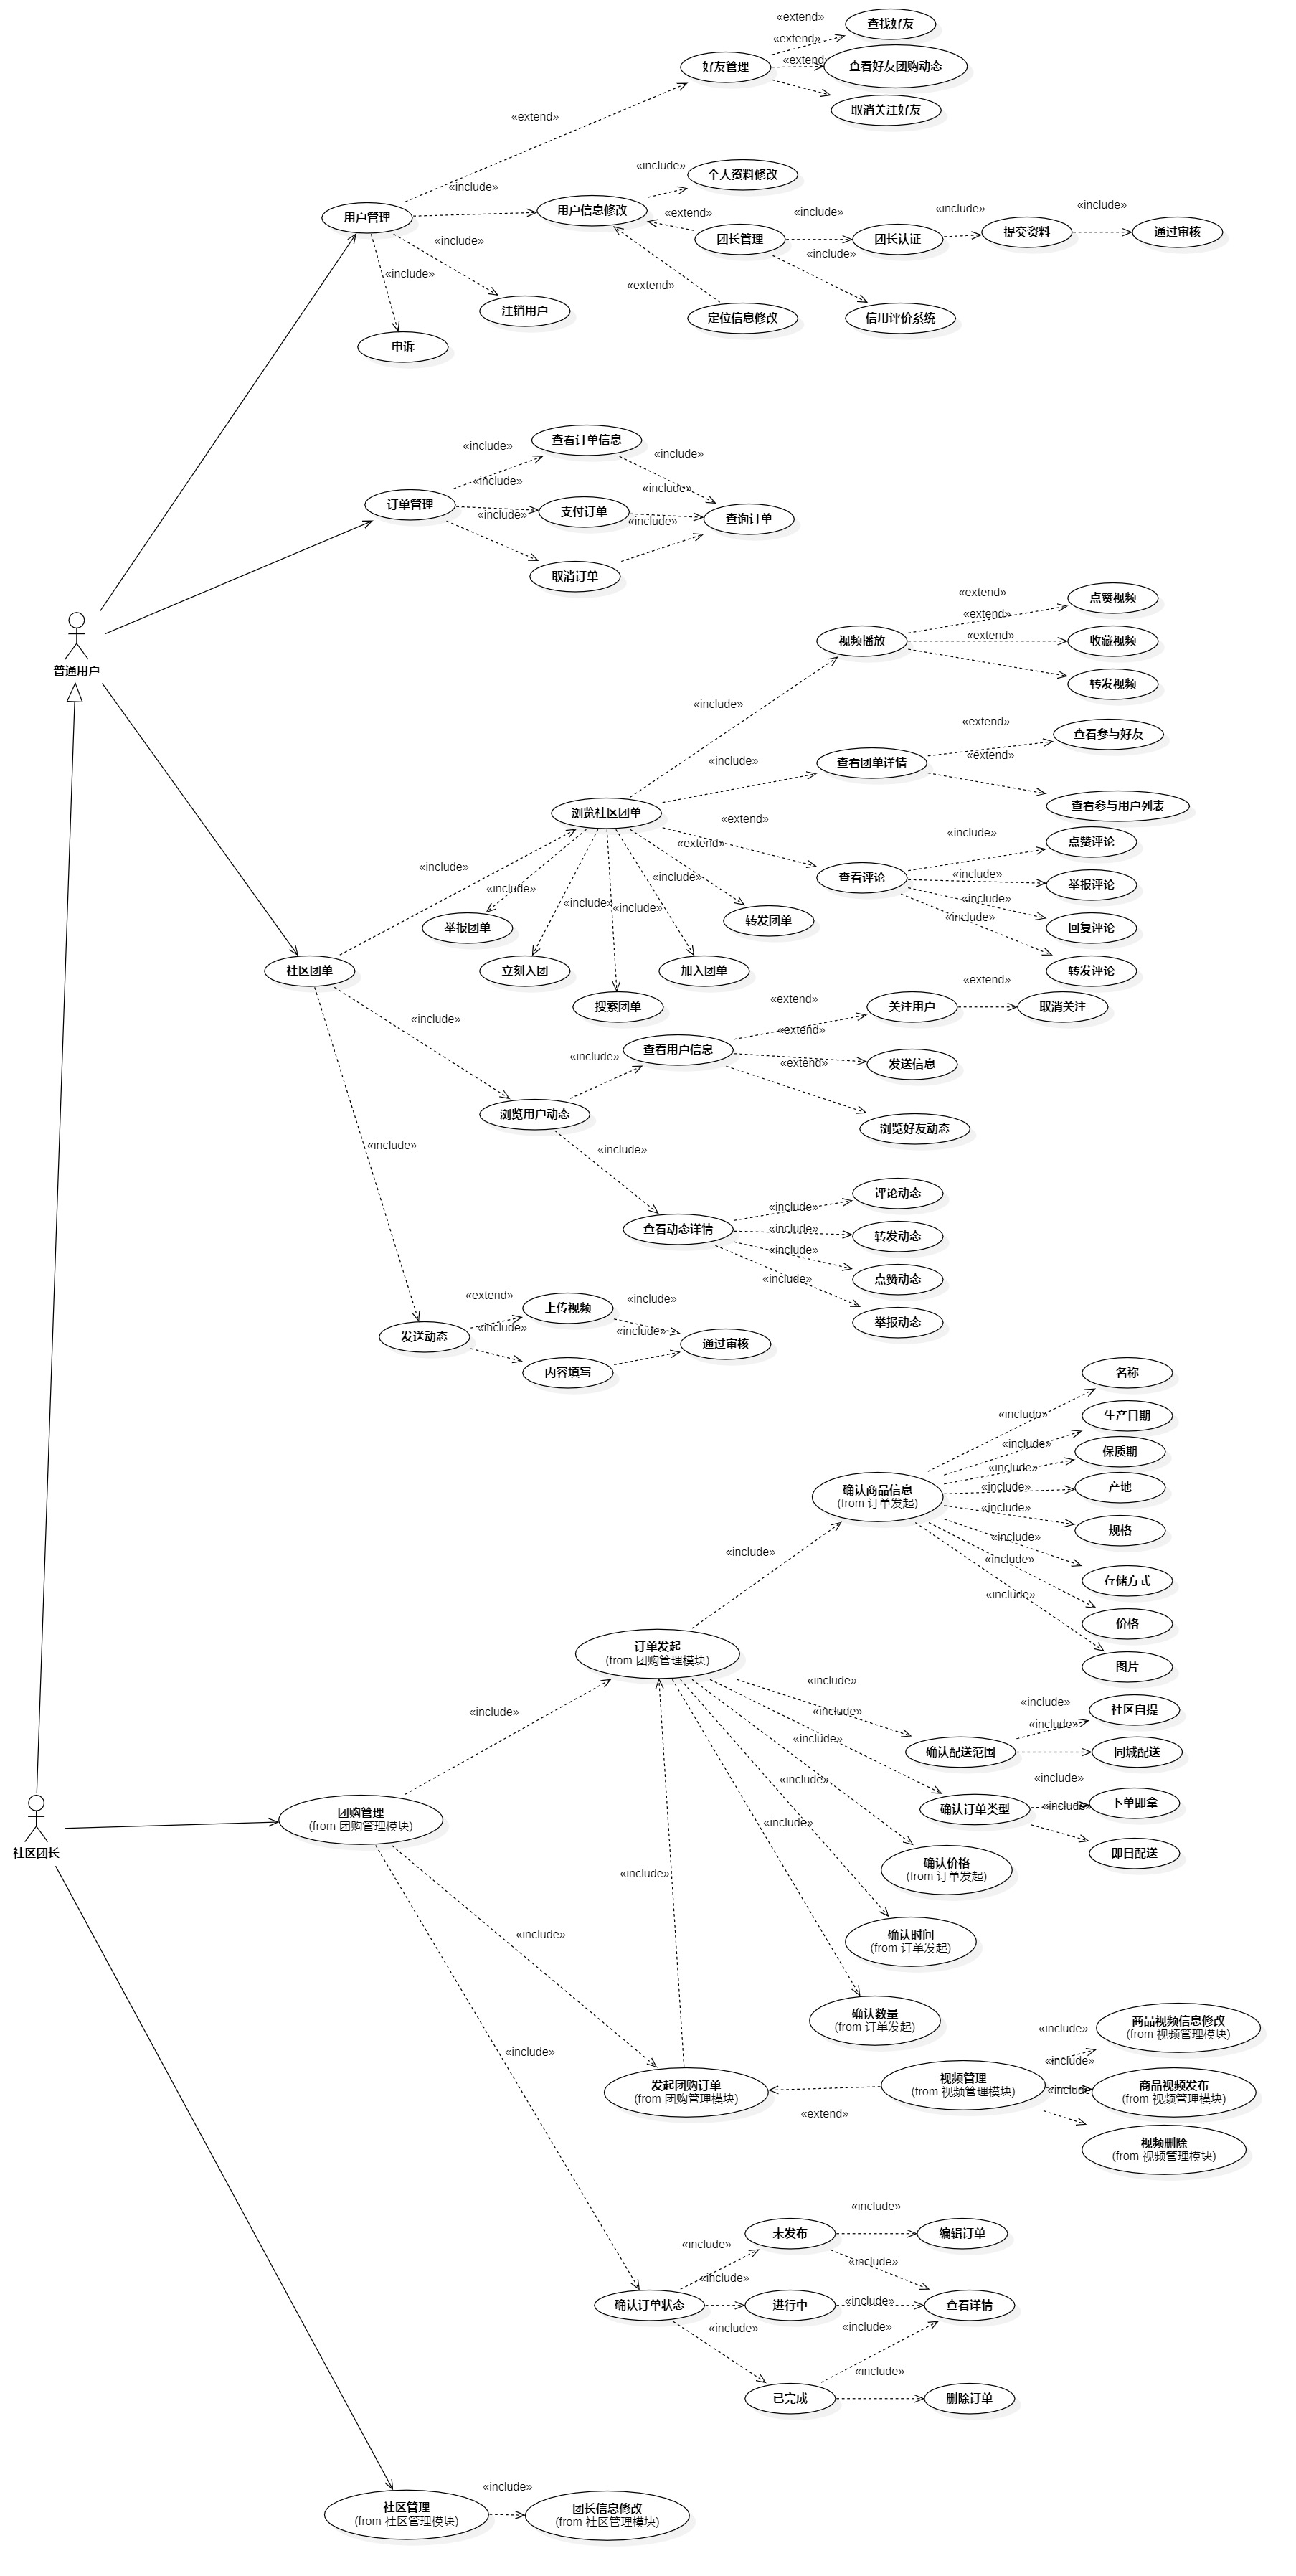 «extend»
查找好友
«extend»
好友管理
«extend»
查看好友团购动态
取消关注好友
«extend»
«include»
个人资料修改
«include»
用户管理
用户信息修改
«extend»
团长管理
«include»
团长认证
«include»
提交资料
«include»
通过审核
«include»
«include»
«include»
«extend»
注销用户
定位信息修改
信用评价系统
申诉
«include»
查看订单信息
«include»
«include»
订单管理
«include»
支付订单
«include»
查询订单
«include»
取消订单
«extend»
点赞视频
«extend»
视频播放
«extend»
收藏视频
转发视频
普通用户
«include»
«extend»
查看参与好友
«include»
查看团单详情
«extend»
浏览社区团单
查看参与用户列表
«extend»
«include»
点赞评论
«extend»
«include»
«include»
查看评论
«include»
举报评论
«include»
«include»
«include»
«include»
«include»
举报团单
转发团单
回复评论
社区团单
立刻入团
加入团单
转发评论
«extend»
搜索团单
«extend»
关注用户
取消关注
«include»
«extend»
«include»
查看用户信息
«extend»
发送信息
浏览用户动态
浏览好友动态
«include»
«include»
评论动态
«include»
查看动态详情
«include»
转发动态
«include»
点赞动态
«include»
«extend»
上传视频
«include»
举报动态
发送动态
«include»
«include»
通过审核
内容填写
名称
«include»
生产日期
«include»
保质期
«include»
确认商品信息
(from 订单发起)
«include»
产地
«include»
规格
«include»
«include»
«include»
存储方式
«include»
价格
订单发起
(from 团购管理模块)
图片
«include»
«include»
社区自提
«include»
«include»
«include»
«include»
确认配送范围
同城配送
«include»
«include»
团购管理
(from 团购管理模块)
确认订单类型
«include»
下单即拿
«include»
社区团长
即日配送
«include»
确认价格
(from 订单发起)
«include»
确认时间
(from 订单发起)
确认数量
(from 订单发起)
«include»
商品视频信息修改
(from 视频管理模块)
«include»
«include»
发起团购订单
(from 团购管理模块)
视频管理
(from 视频管理模块)
«include»
商品视频发布
(from 视频管理模块)
«extend»
视频删除
(from 视频管理模块)
«include»
未发布
编辑订单
«include»
«include»
«include»
确认订单状态
进行中
«include»
查看详情
«include»
«include»
«include»
已完成
删除订单
«include»
社区管理
(from 社区管理模块)
团长信息修改
(from 社区管理模块)